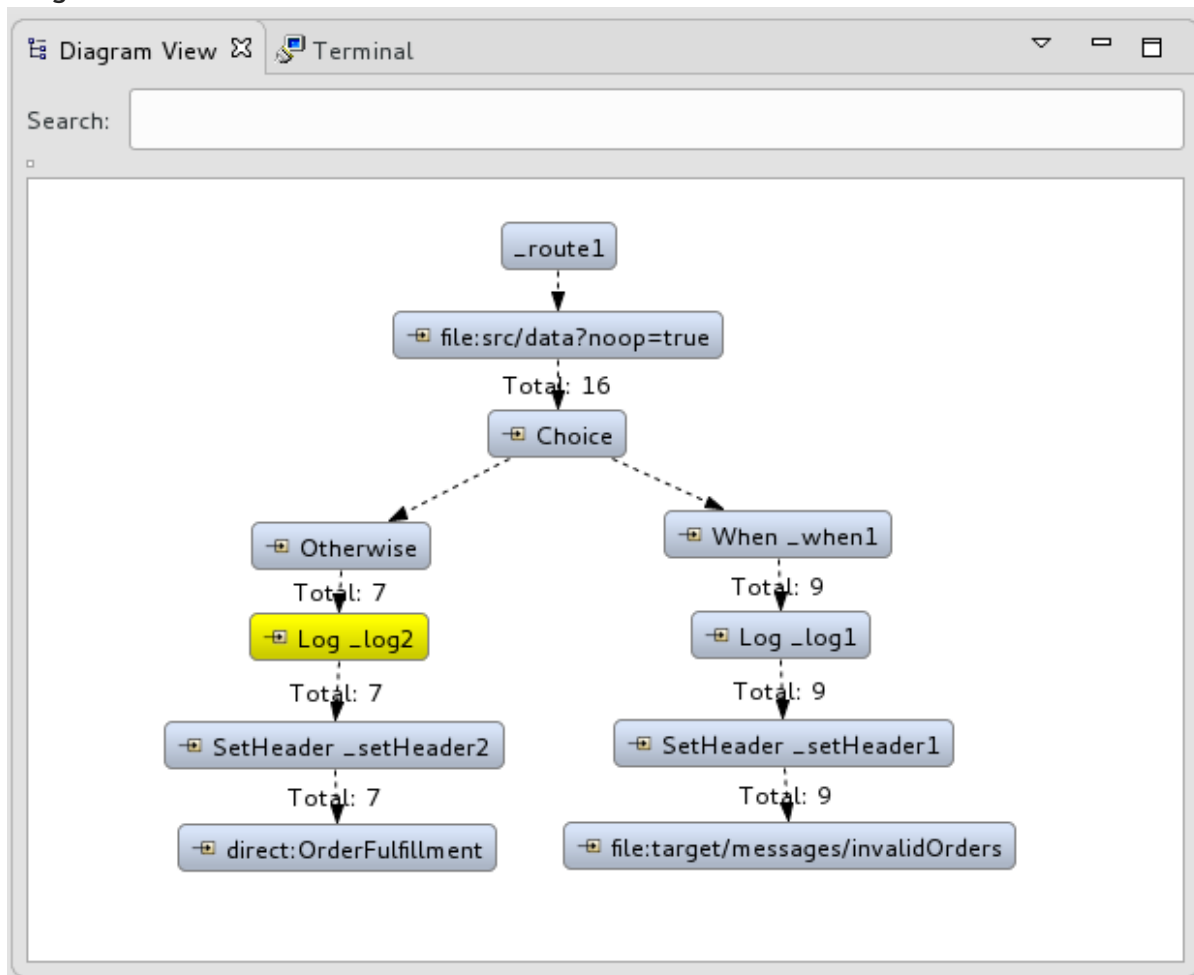 Diagram View
Terminal
Search:
_route1
file:src/data?noop=true
Total: 16
Choice
Otherwise
When _when1
Total: 7
Total: 9
Log _log2
Log _log1
Total: 7
Total: 9
SetHeader _setHeader2
SetHeader _setHeader1
Total: 7
Total: 9
direct:OrderFulfillment
file:target/messages/invalidOrders